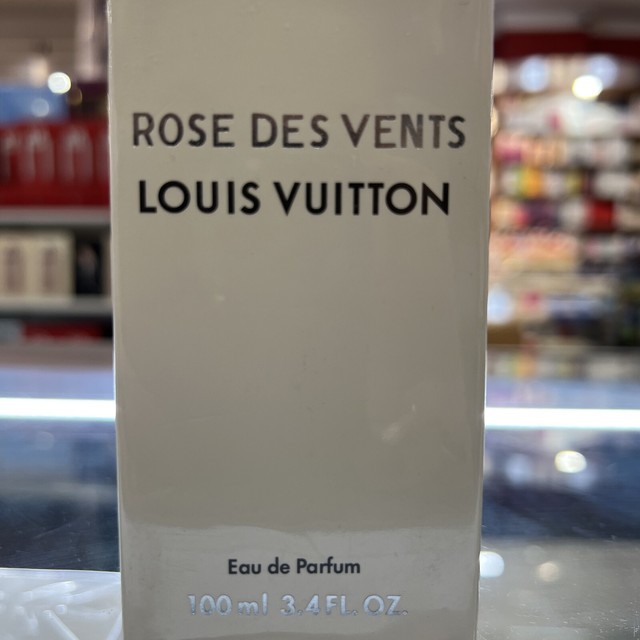 ROSE DES VENTS
LOUIS VUITTON
Eau de Parfum
100 ml 3.4 FL. OZ.